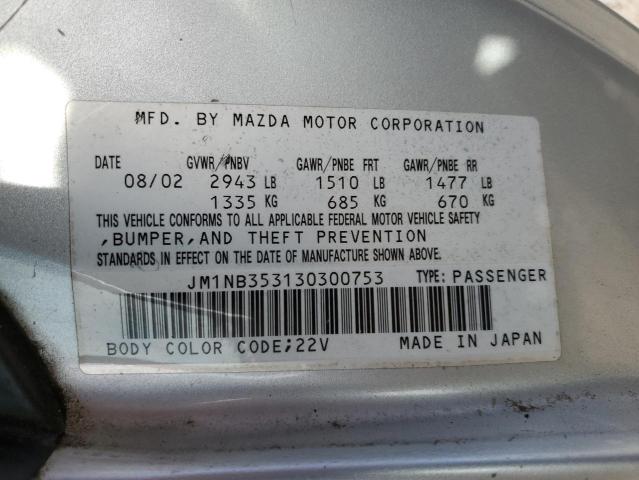 MFD. BY MAZDA MOTOR CORPORATION
DATE GVWR/PNBV GAWR/PNBE FRT GAWR/PNBE RR
08/02 2943 LB 1510 LB 1477 LB
1335 KG 685 KG 670 KG
THIS VEHICLE CONFORMS TO ALL APPLICABLE FEDERAL MOTOR VEHICLE SAFETY
,BUMPER,AND THEFT PREVENTION
STANDARDS IN EFFECT ON THE DATE OF MANUFACTURE SHOWN ABOVE.
JM1NB353130300753 TYPE: PASSENGER
BODY COLOR CODE;22V MADE IN JAPAN